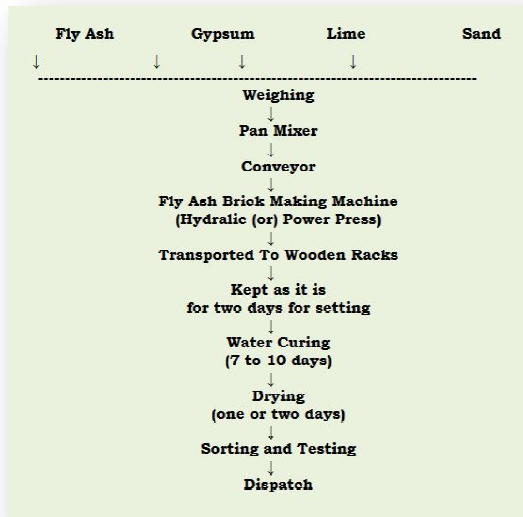 Fly Ash Gypsum Lime Sand
↓ ↓ ↓ ↓
Weighing
↓
Pan Mixer
↓
Conveyor
↓
Fly Ash Brick Making Machine
(Hydralic (or) Power Press)
↓
Transported To Wooden Racks
↓
Kept as it is
for two days for setting
↓
Water Curing
(7 to 10 days)
↓
Drying
(one or two days)
↓
Sorting and Testing
↓
Dispatch